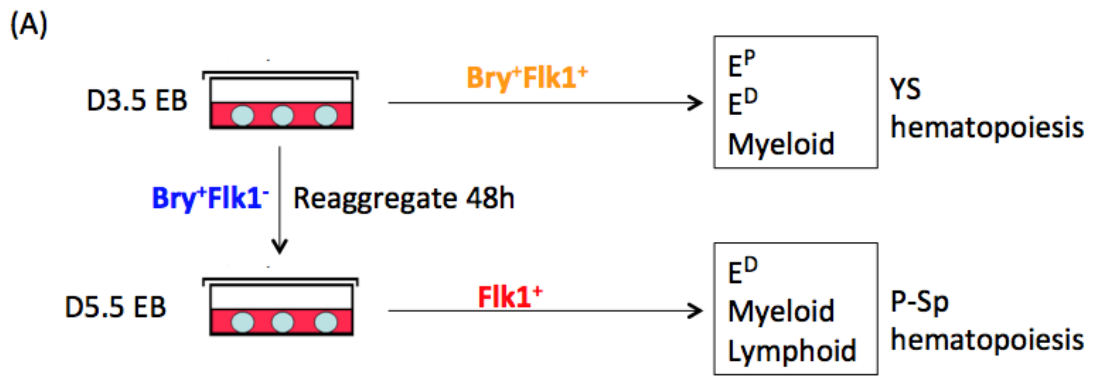 (A)
D3.5 EB
Bry⁺Flk1⁺
Eᴾ
Eᴰ
Myeloid
YS
hematopoiesis
Bry⁺Flk1⁻
Reaggregate 48h
D5.5 EB
Flk1⁺
Eᴰ
Myeloid
Lymphoid
P-Sp
hematopoiesis